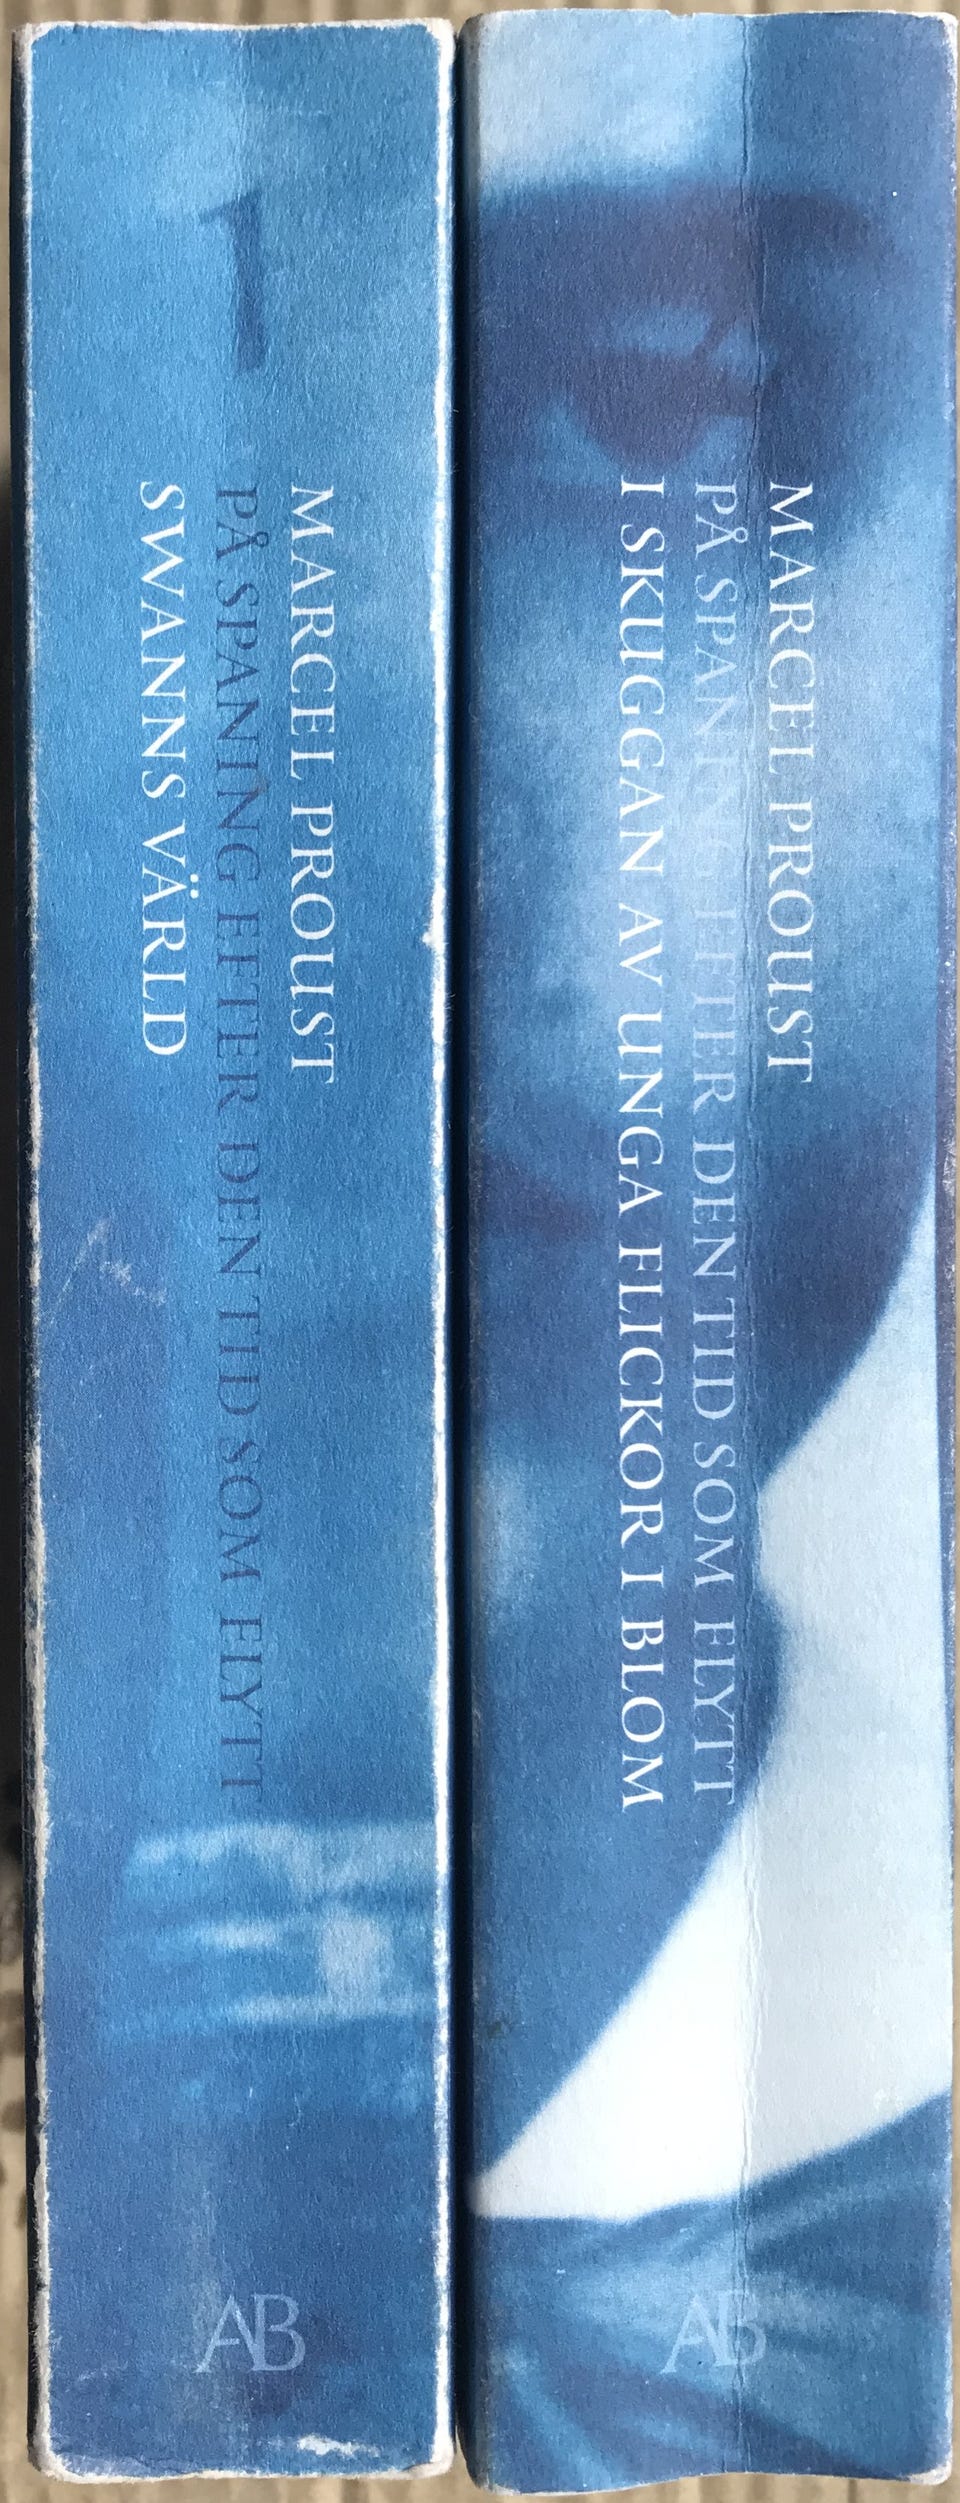 1
MARCEL PROUST
PÅ SPANING EFTER DEN TID SOM FLYTT
SWANNS VÄRLD
AB
MARCEL PROUST
PÅ SPANING EFTER DEN TID SOM FLYTT
I SKUGGAN AV UNGA FLICKOR I BLOM
AB